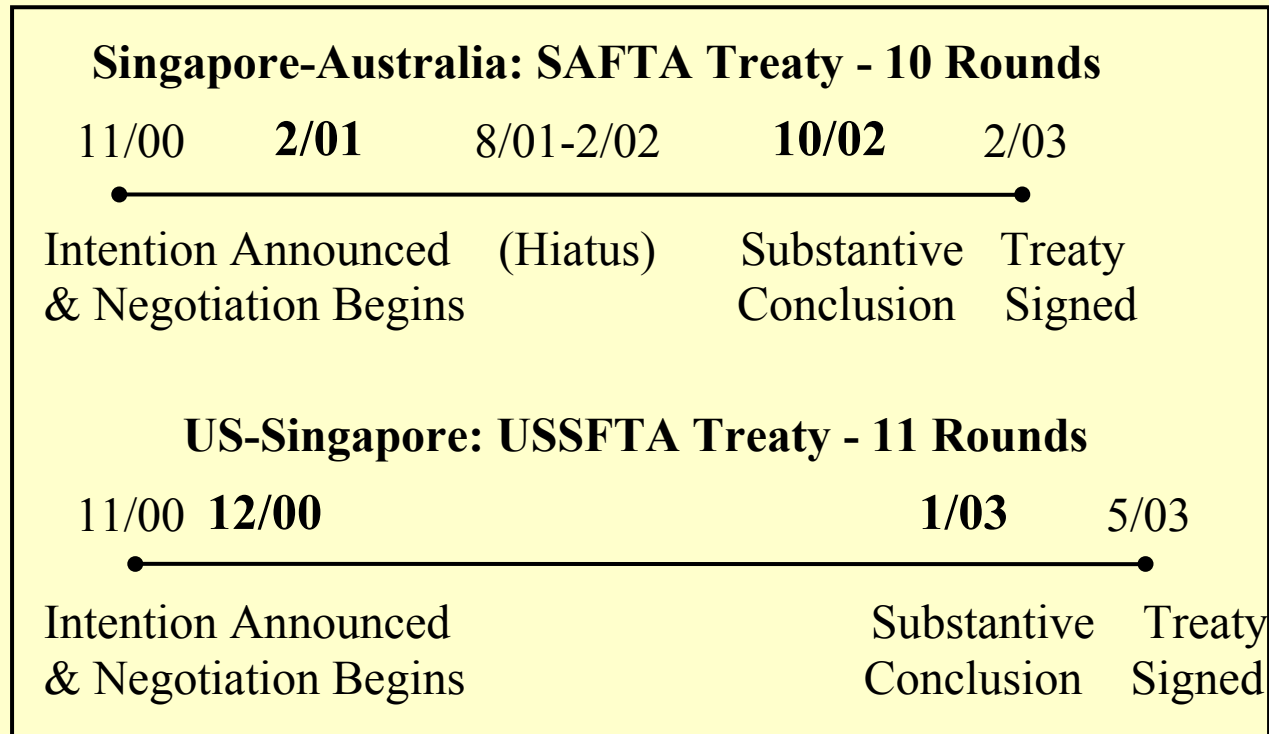 Singapore-Australia: SAFTA Treaty - 10 Rounds
11/00 2/01 8/01-2/02 10/02 2/03
Intention Announced (Hiatus) Substantive Treaty
& Negotiation Begins Conclusion Signed
US-Singapore: USSFTA Treaty - 11 Rounds
11/00 12/00 1/03 5/03
Intention Announced Substantive Treaty
& Negotiation Begins Conclusion Signed